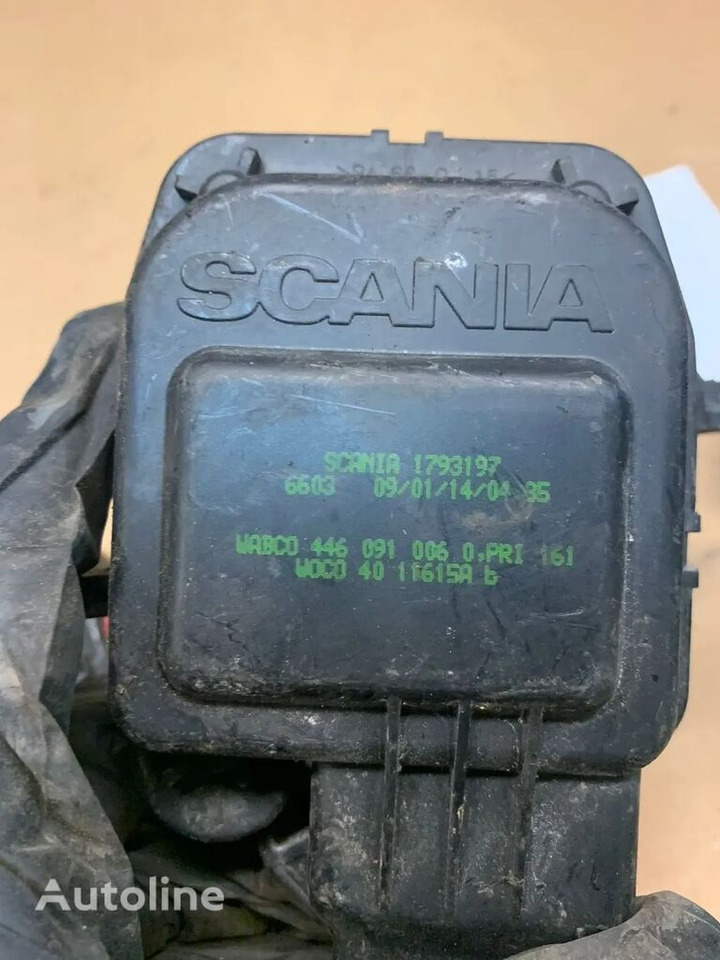 SCANIA
SCANIA 1793197
6603 09/01/14/04 35
WABCO 446 091 006 0,PRI 161
WOCO 40 11615A
Autoline